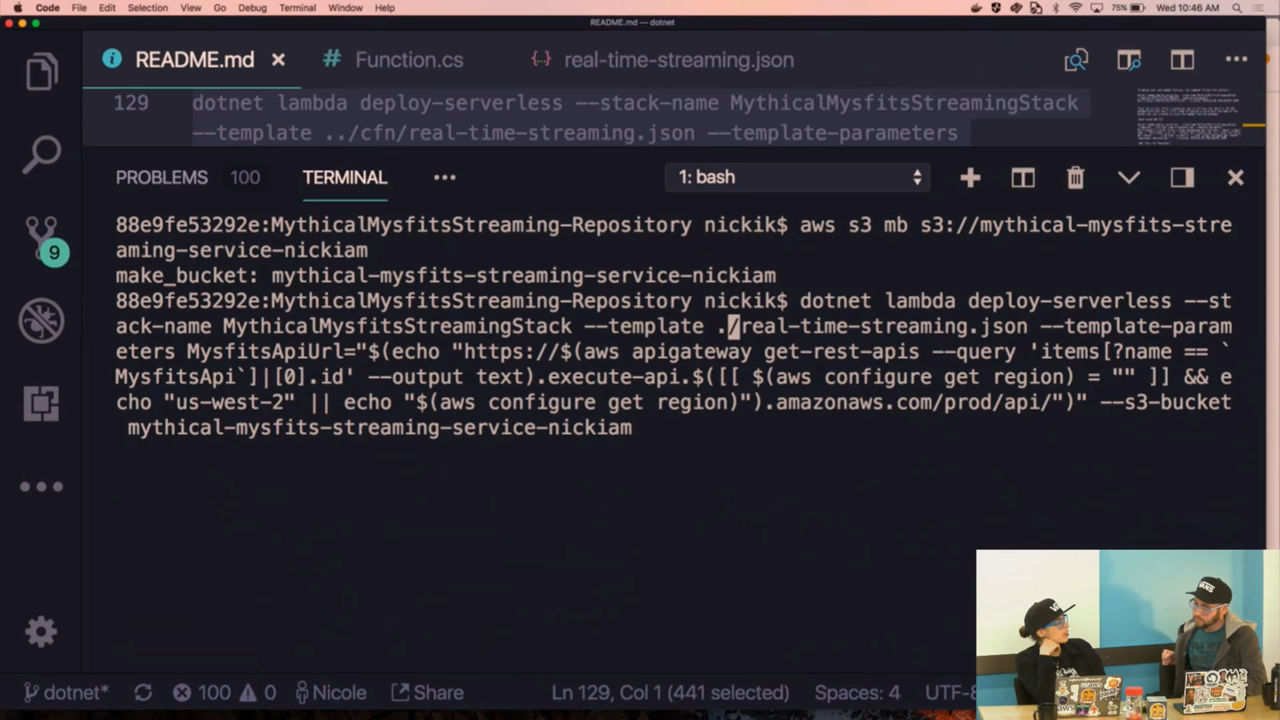 Code File Edit Selection View Go Debug Terminal Window Help 75% Wed 10:46 AM
README.md — dotnet
README.md Function.cs real-time-streaming.json
129 dotnet lambda deploy-serverless --stack-name MythicalMysfitsStreamingStack
--template ../cfn/real-time-streaming.json --template-parameters
PROBLEMS 100 TERMINAL 1: bash
88e9fe53292e:MythicalMysfitsStreaming-Repository nickik$ aws s3 mb s3://mythical-mysfits-stre
aming-service-nickiam
make_bucket: mythical-mysfits-streaming-service-nickiam
88e9fe53292e:MythicalMysfitsStreaming-Repository nickik$ dotnet lambda deploy-serverless --st
ack-name MythicalMysfitsStreamingStack --template ./real-time-streaming.json --template-param
eters MysfitsApiUrl="$(echo "https://$(aws apigateway get-rest-apis --query 'items[?name == `
MysfitsApi`]|[0].id' --output text).execute-api.$([[ $(aws configure get region) = "" ]] && e
cho "us-west-2" || echo "$(aws configure get region)").amazonaws.com/prod/api/")" --s3-bucket
mythical-mysfits-streaming-service-nickiam
9
VANS
dotnet* 100 0 Nicole Share Ln 129, Col 1 (441 selected) Spaces: 4 UTF-8